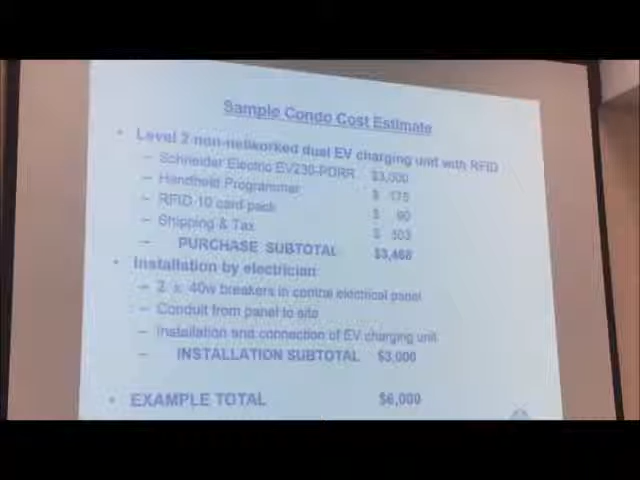 Sample Condo Cost Estimate
• Level 2 non-networked dual EV charging unit with RFID
– Schneider Electric EV230-PDRR $3,000
– Handheld Programmer $ 175
– RFID 10 card pack $ 90
– Shipping & Tax $
– PURCHASE SUBTOTAL $3,468
• Installation by electrician
– 2 x 40w breakers in central electrical panel
– Conduit from panel to site
– Installation and connection of EV charging unit
– INSTALLATION SUBTOTAL $3,000
• EXAMPLE TOTAL $6,000